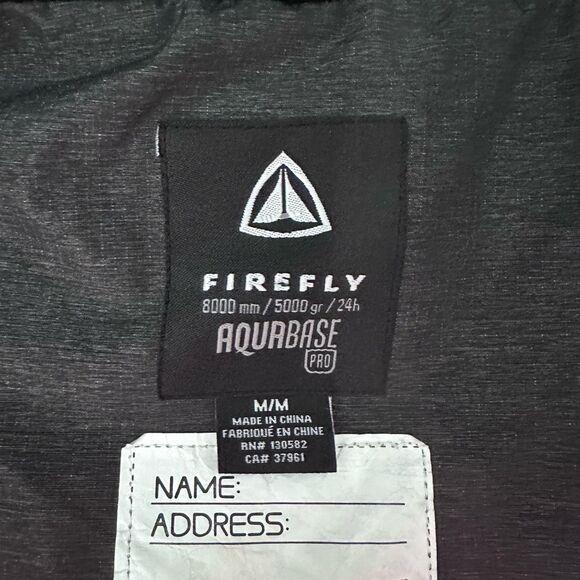 FIREFLY
8000 mm / 5000 gr / 24h
AQUABASE
PRO
M/M
MADE IN CHINA
FABRIQUÉ EN CHINE
RN# 130582
CA# 37961
NAME:
ADDRESS: